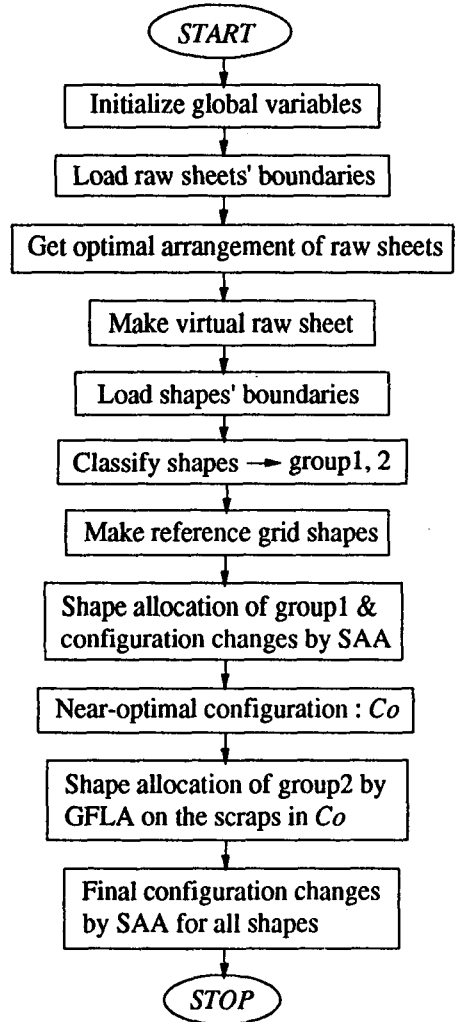 START
Initialize global variables
Load raw sheets' boundaries
Get optimal arrangement of raw sheets
Make virtual raw sheet
Load shapes' boundaries
Classify shapes → group1, 2
Make reference grid shapes
Shape allocation of group1 &
configuration changes by SAA
Near-optimal configuration : Co
Shape allocation of group2 by
GFLA on the scraps in Co
Final configuration changes
by SAA for all shapes
STOP